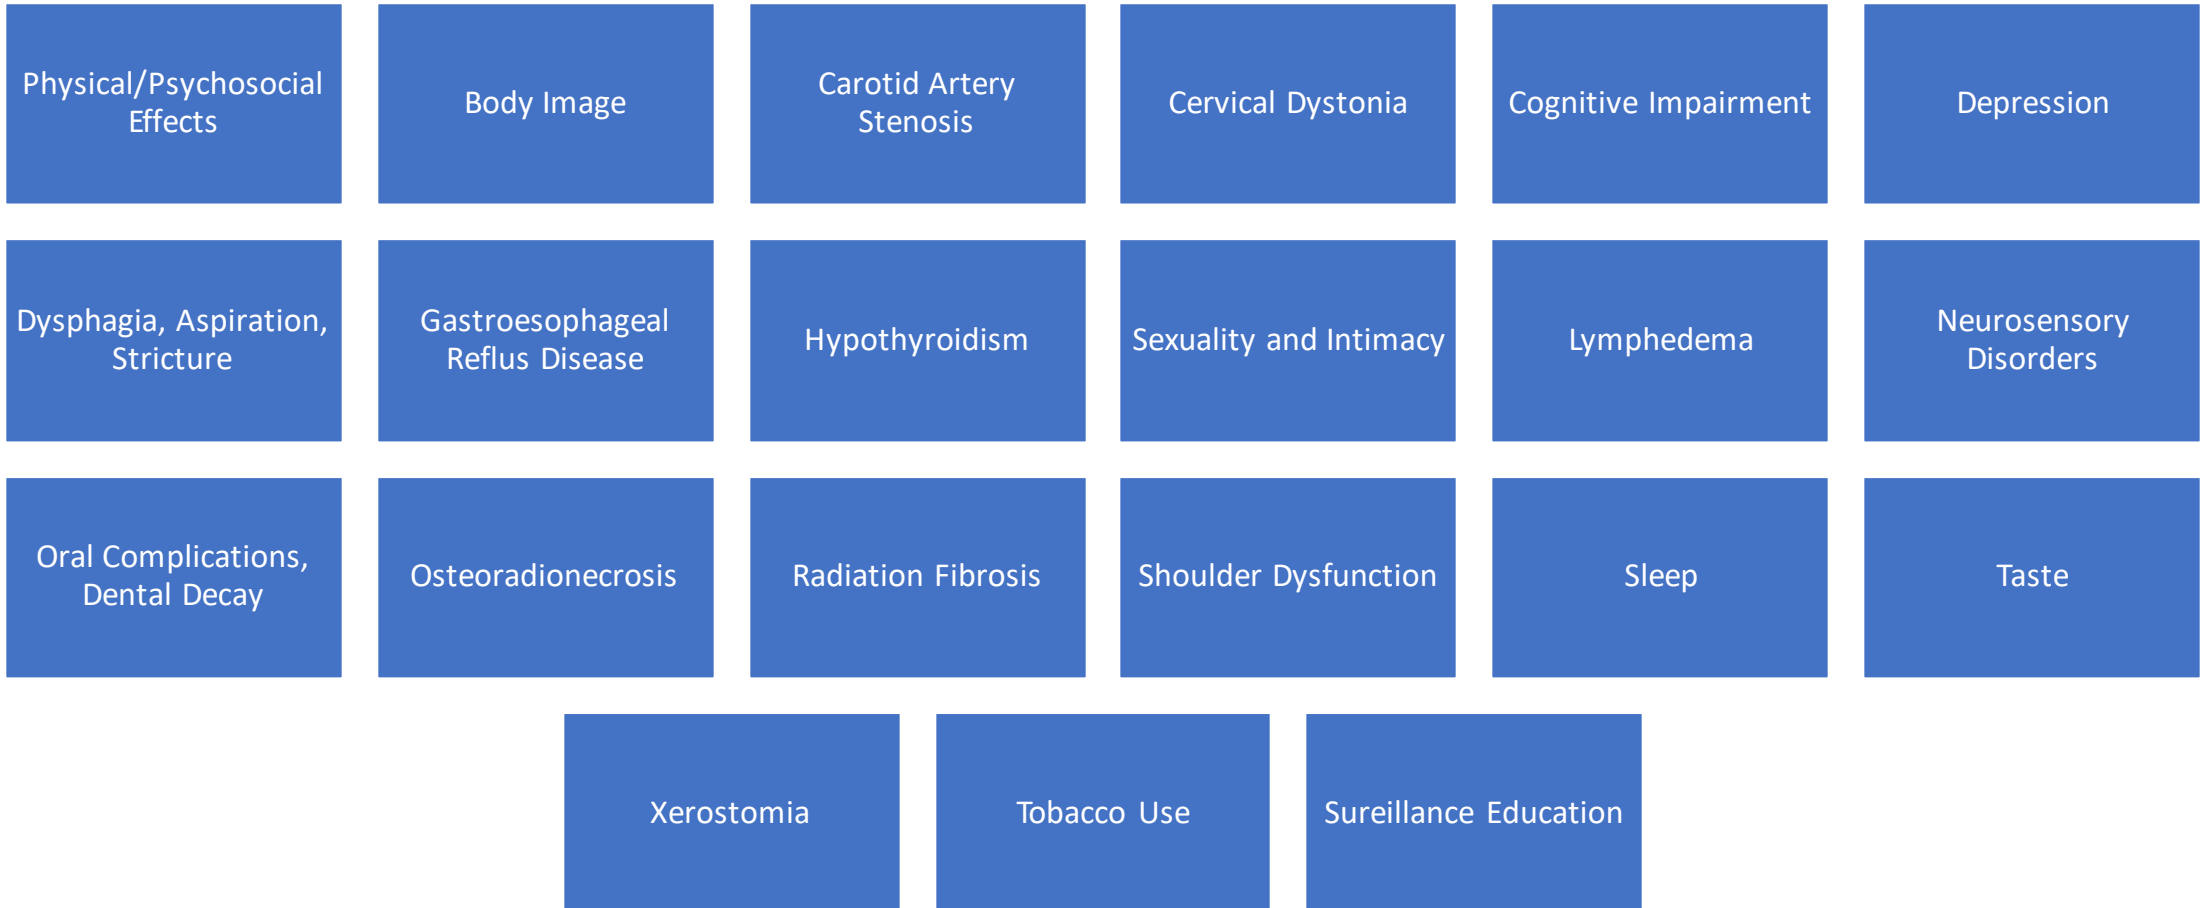 Physical/Psychosocial
Effects
Body Image
Carotid Artery
Stenosis
Cervical Dystonia
Cognitive Impairment
Depression
Dysphagia, Aspiration,
Stricture
Gastroesophageal
Reflus Disease
Hypothyroidism
Sexuality and Intimacy
Lymphedema
Neurosensory
Disorders
Oral Complications,
Dental Decay
Osteoradionecrosis
Radiation Fibrosis
Shoulder Dysfunction
Sleep
Taste
Xerostomia
Tobacco Use
Sureillance Education